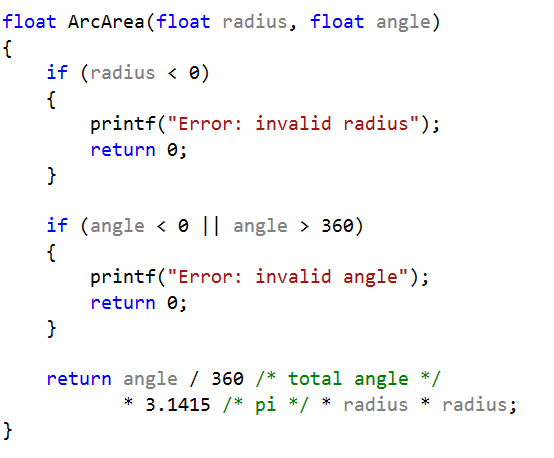 float ArcArea(float radius, float angle)
{
    if (radius < 0)
    {
        printf("Error: invalid radius");
        return 0;
    }

    if (angle < 0 || angle > 360)
    {
        printf("Error: invalid angle");
        return 0;
    }

    return angle / 360 /* total angle */
           * 3.1415 /* pi */ * radius * radius;
}